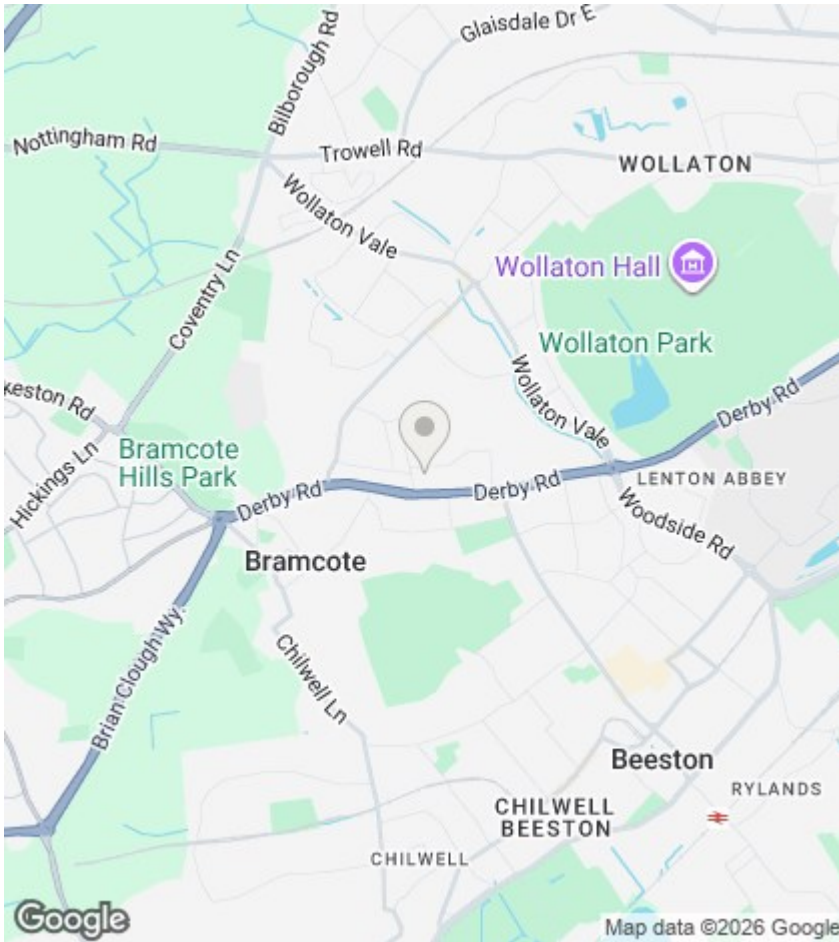 Glaisdale Dr E
Bilborough Rd
Nottingham Rd
Trowell Rd
WOLLATON
Wollaton Vale
Wollaton Hall
Coventry Ln
Wollaton Park
Wollaton Vale
Derby Rd
keston Rd
Bramcote
Hills Park
Hickings Ln
Derby Rd
Derby Rd
LENTON ABBEY
Woodside Rd
Bramcote
Brian Clough Wy.
Chilwell Ln
Beeston
RYLANDS
CHILWELL
BEESTON
CHILWELL
Google
Map data ©2026 Google